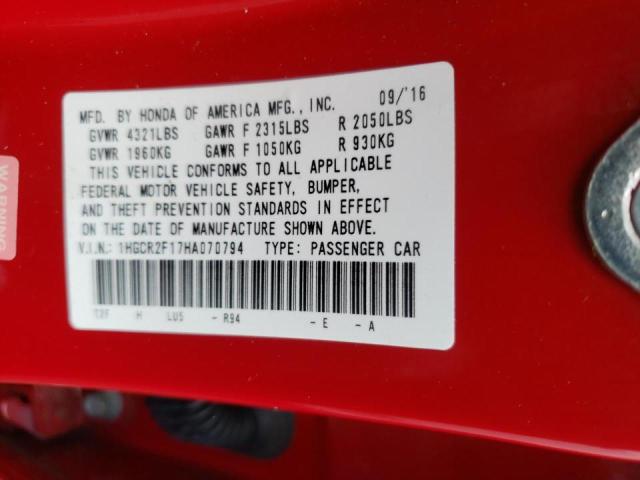 MFD. BY HONDA OF AMERICA MFG., INC. 09/'16
GVWR 4321LBS GAWR F 2315LBS R 2050LBS
GVWR 1960KG GAWR F 1050KG R 930KG
THIS VEHICLE CONFORMS TO ALL APPLICABLE
FEDERAL MOTOR VEHICLE SAFETY, BUMPER,
AND THEFT PREVENTION STANDARDS IN EFFECT
ON THE DATE OF MANUFACTURE SHOWN ABOVE.
V.I.N.: 1HGCR2F17HA070794 TYPE: PASSENGER CAR
T2F H LU5 - R94 - E - A
WARNING